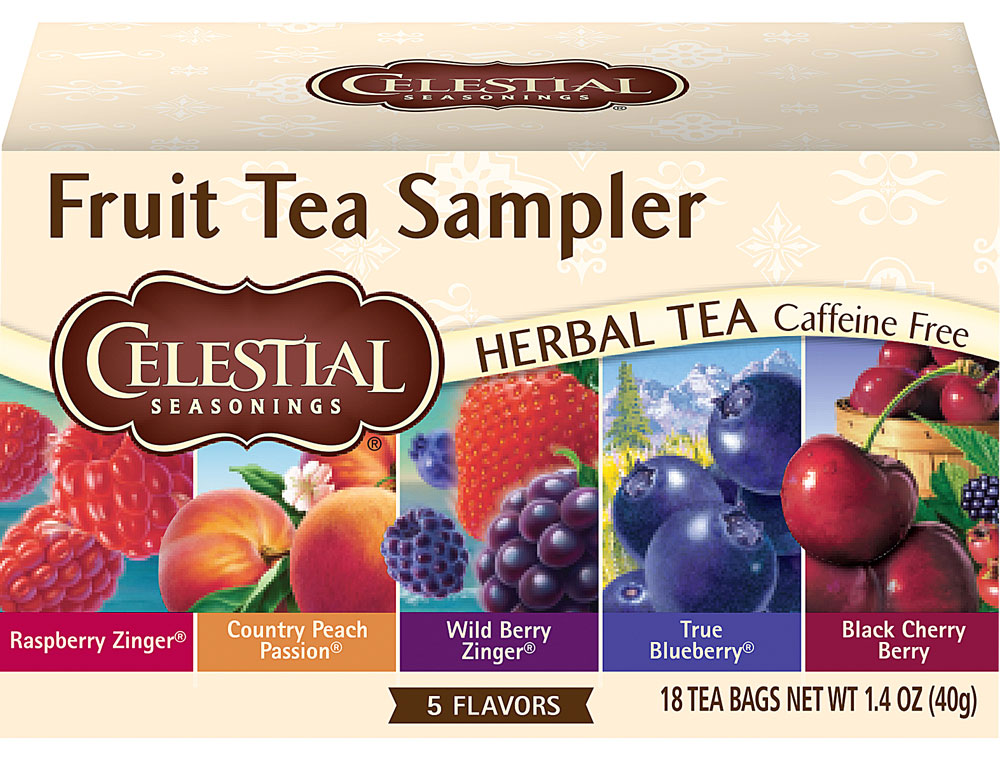 CELESTIAL
SEASONINGS®
Fruit Tea Sampler
CELESTIAL
SEASONINGS®
HERBAL TEA Caffeine Free
Raspberry Zinger®
Country Peach
Passion®
Wild Berry
Zinger®
True
Blueberry®
Black Cherry
Berry
5 FLAVORS
18 TEA BAGS NET WT 1.4 OZ (40g)